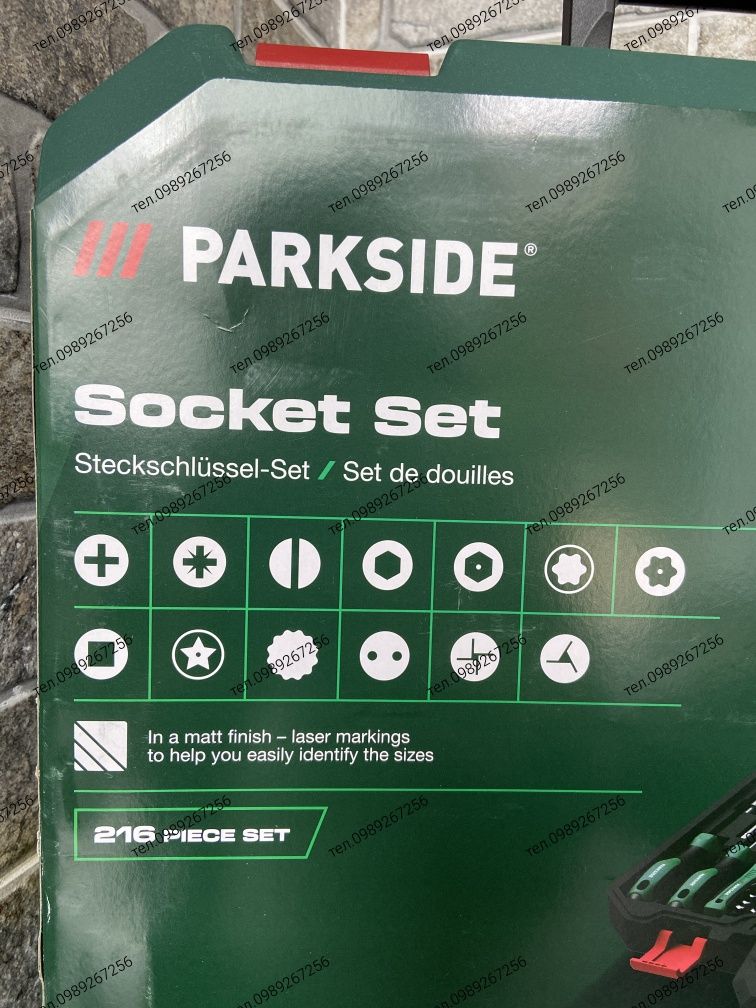 PARKSIDE®
Socket Set
Steckschlüssel-Set / Set de douilles
In a matt finish – laser markings
to help you easily identify the sizes
216 PIECE SET
тел.0989267256